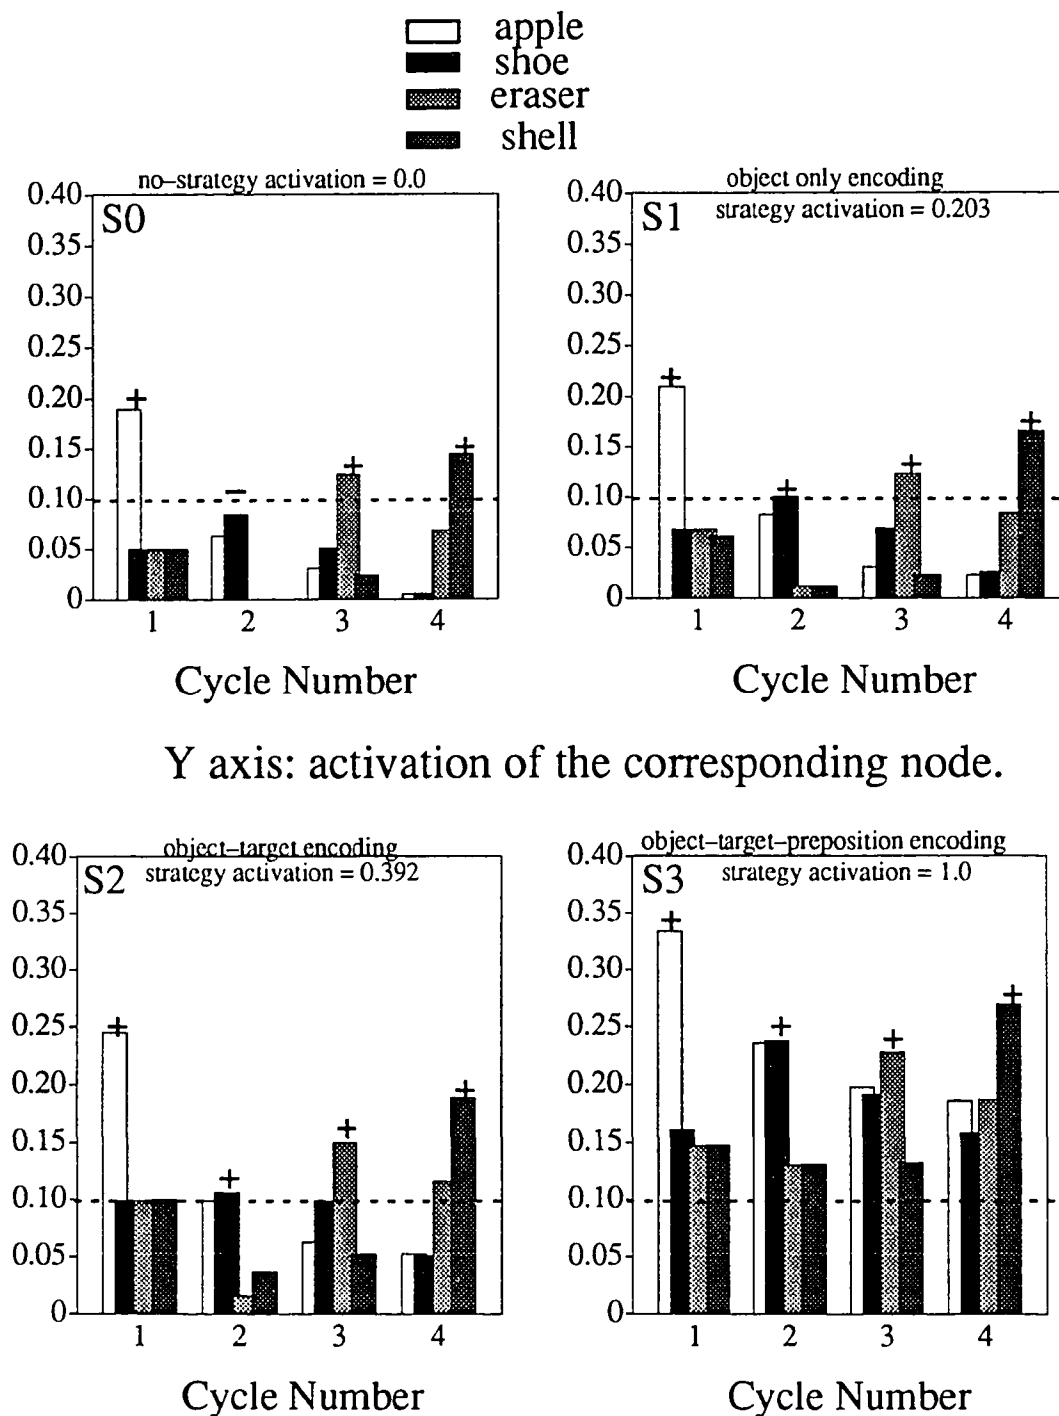 apple
shoe
eraser
shell
no–strategy activation = 0.0
S0
0.40
0.35
0.30
0.25
0.20
0.15
0.10
0.05
0
+
–
+
+
1 2 3 4
Cycle Number
object only encoding
strategy activation = 0.203
S1
0.40
0.35
0.30
0.25
0.20
0.15
0.10
0.05
0
+
+
+
+
1 2 3 4
Cycle Number
Y axis: activation of the corresponding node.
object–target encoding
strategy activation = 0.392
S2
0.40
0.35
0.30
0.25
0.20
0.15
0.10
0.05
0
+
+
+
+
1 2 3 4
Cycle Number
object–target–preposition encoding
strategy activation = 1.0
S3
0.40
0.35
0.30
0.25
0.20
0.15
0.10
0.05
0
+
+
+
+
1 2 3 4
Cycle Number